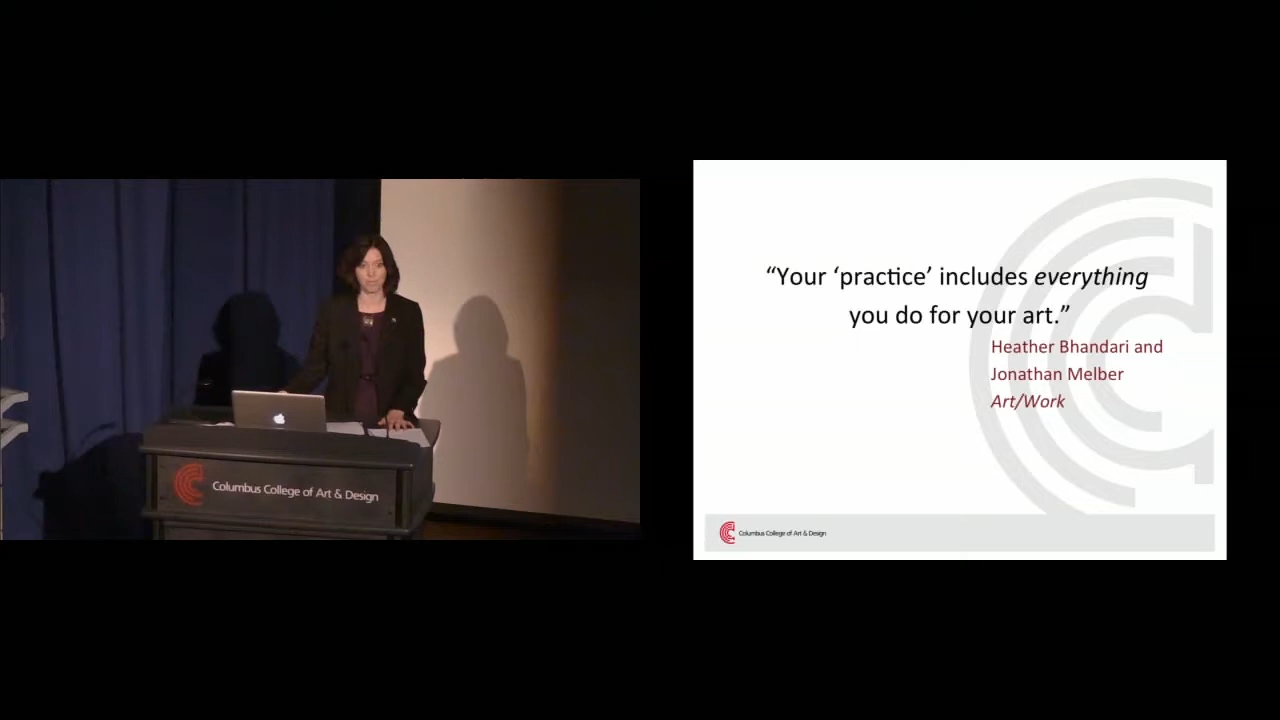 Columbus College of Art & Design
“Your ‘practice’ includes everything
you do for your art.”
Heather Bhandari and
Jonathan Melber
Art/Work
Columbus College of Art & Design